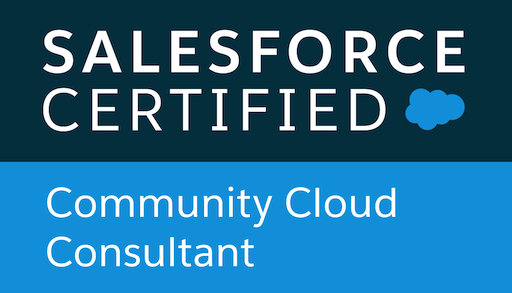 SALESFORCE
CERTIFIED
Community Cloud
Consultant